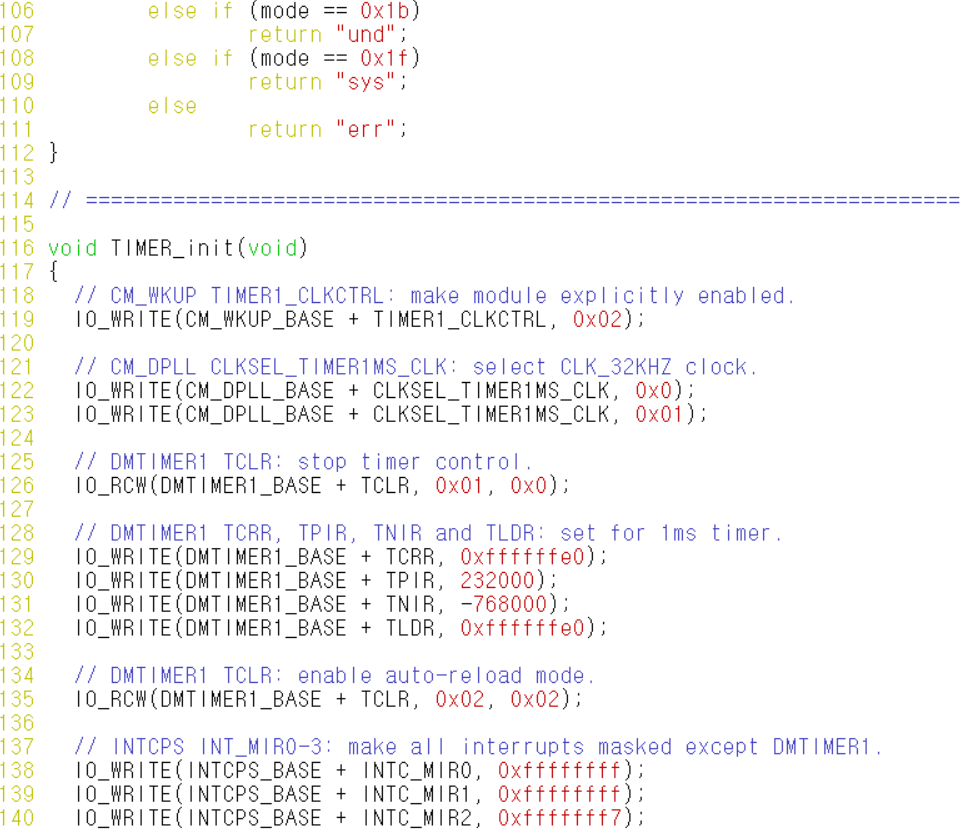 106         else if (mode == 0x1b)
107                 return "und";
108         else if (mode == 0x1f)
109                 return "sys";
110         else
111                 return "err";
112 }
113
114 // ======================================================================
115
116 void TIMER_init(void)
117 {
118   // CM_WKUP TIMER1_CLKCTRL: make module explicitly enabled.
119   IO_WRITE(CM_WKUP_BASE + TIMER1_CLKCTRL, 0x02);
120
121   // CM_DPLL CLKSEL_TIMER1MS_CLK: select CLK_32KHZ clock.
122   IO_WRITE(CM_DPLL_BASE + CLKSEL_TIMER1MS_CLK, 0x0);
123   IO_WRITE(CM_DPLL_BASE + CLKSEL_TIMER1MS_CLK, 0x01);
124
125   // DMTIMER1 TCLR: stop timer control.
126   IO_RCW(DMTIMER1_BASE + TCLR, 0x01, 0x0);
127
128   // DMTIMER1 TCRR, TPIR, TNIR and TLDR: set for 1ms timer.
129   IO_WRITE(DMTIMER1_BASE + TCRR, 0xffffffe0);
130   IO_WRITE(DMTIMER1_BASE + TPIR, 232000);
131   IO_WRITE(DMTIMER1_BASE + TNIR, -768000);
132   IO_WRITE(DMTIMER1_BASE + TLDR, 0xffffffe0);
133
134   // DMTIMER1 TCLR: enable auto-reload mode.
135   IO_RCW(DMTIMER1_BASE + TCLR, 0x02, 0x02);
136
137   // INTCPS INT_MIR0-3: make all interrupts masked except DMTIMER1.
138   IO_WRITE(INTCPS_BASE + INTC_MIR0, 0xffffffff);
139   IO_WRITE(INTCPS_BASE + INTC_MIR1, 0xffffffff);
140   IO_WRITE(INTCPS_BASE + INTC_MIR2, 0xfffffff7);